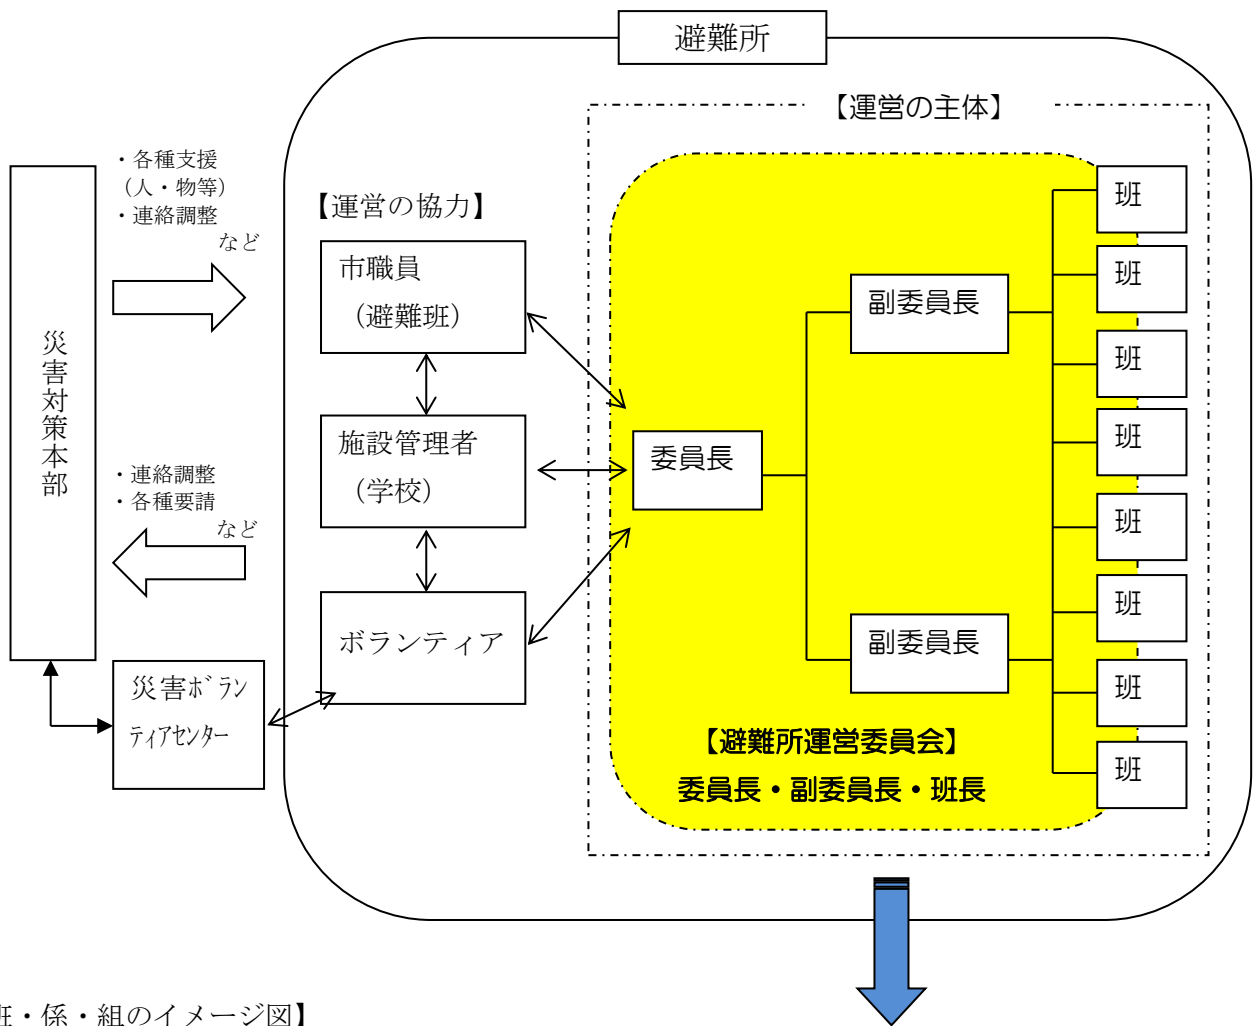 避難所
【運営の主体】
・各種支援
（人・物等）
・連絡調整
など
【運営の協力】
災害対策本部
市職員
（避難班）
施設管理者
（学校）
ボランティア
・連絡調整
・各種要請
など
災害ボラン
ティアセンター
委員長
副委員長
副委員長
班
班
班
班
班
班
班
班
【避難所運営委員会】
委員長・副委員長・班長
班・係・組のイメージ図】